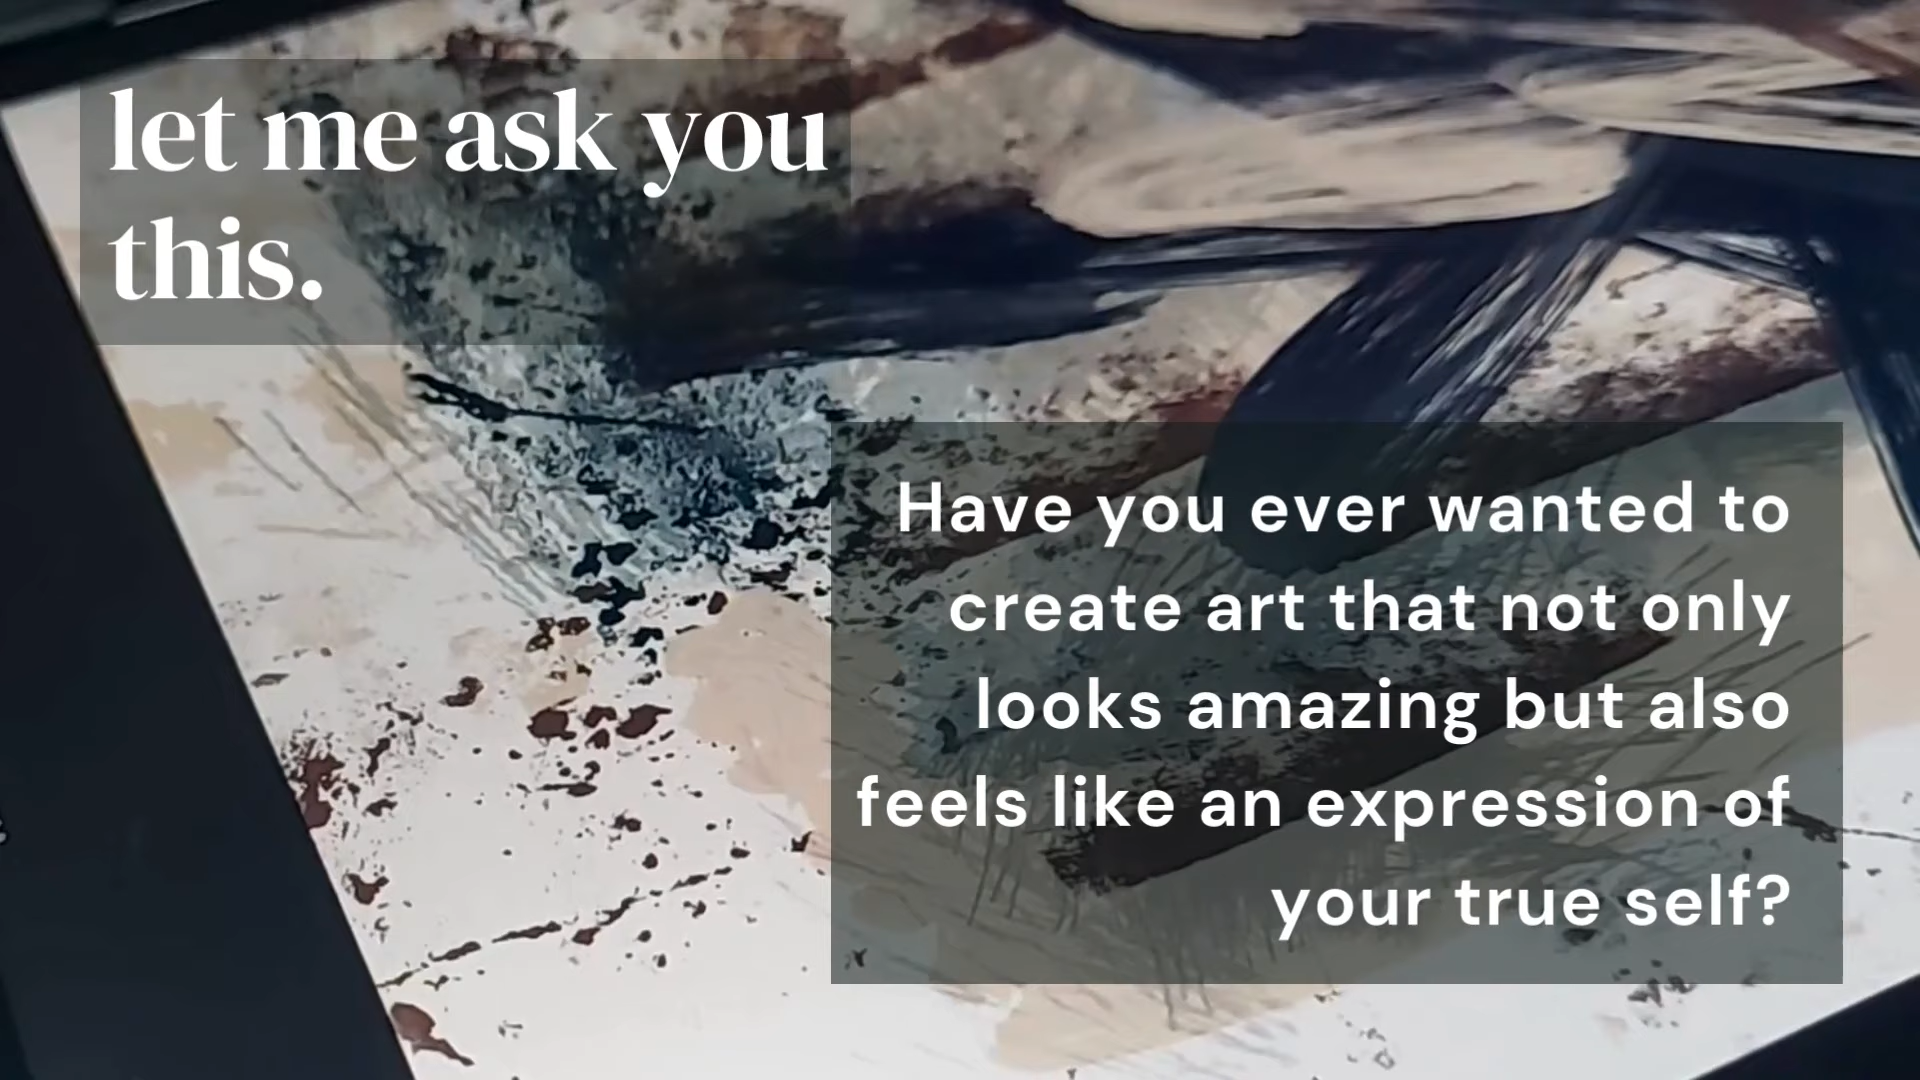 let me ask you
this.
Have you ever wanted to
create art that not only
looks amazing but also
feels like an expression of
your true self?